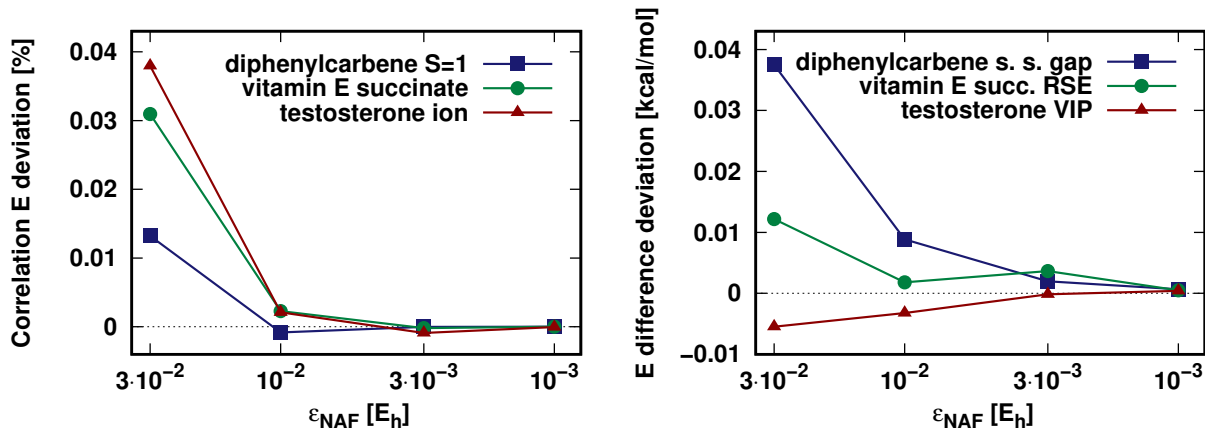 Correlation E deviation [%]
0.04
0.03
0.02
0.01
0
diphenylcarbene S=1
vitamin E succinate
testosterone ion
3·10⁻²
10⁻²
3·10⁻³
10⁻³
ε_NAF [E_h]
E difference deviation [kcal/mol]
0.04
0.03
0.02
0.01
0
−0.01
diphenylcarbene s. s. gap
vitamin E succ. RSE
testosterone VIP
3·10⁻²
10⁻²
3·10⁻³
10⁻³
ε_NAF [E_h]